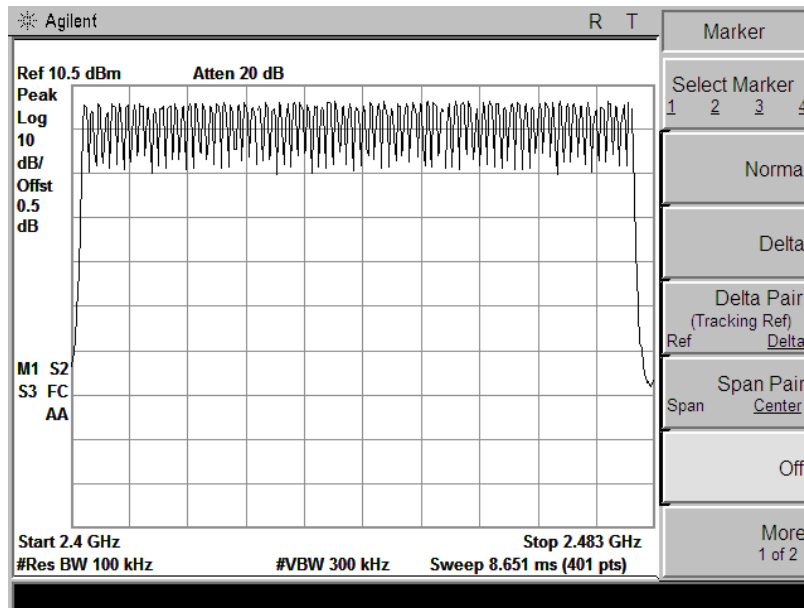 Agilent R T
Marker
Ref 10.5 dBm Atten 20 dB
Peak
Log
10
dB/
Offst
0.5
dB
M1 S2
S3 FC
AA
Start 2.4 GHz Stop 2.483 GHz
#Res BW 100 kHz #VBW 300 kHz Sweep 8.651 ms (401 pts)
Select Marker
1 2 3 4
Norma
Delta
Delta Pair
(Tracking Ref)
Ref Delta
Span Pair
Span Center
Off
More
1 of 2